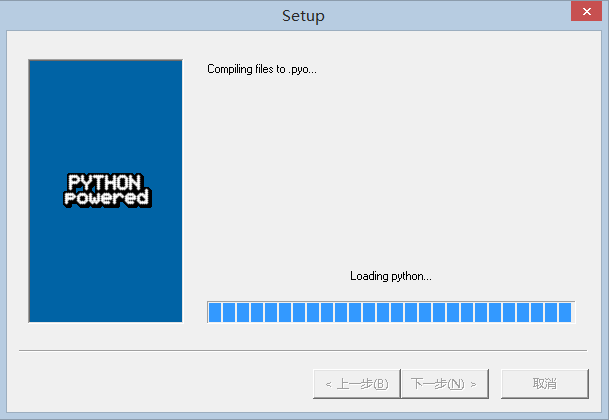 Setup
Compiling files to .pyo...
PYTHON
powered
Loading python...
< 上一步(B)
下一步(N) >
取消